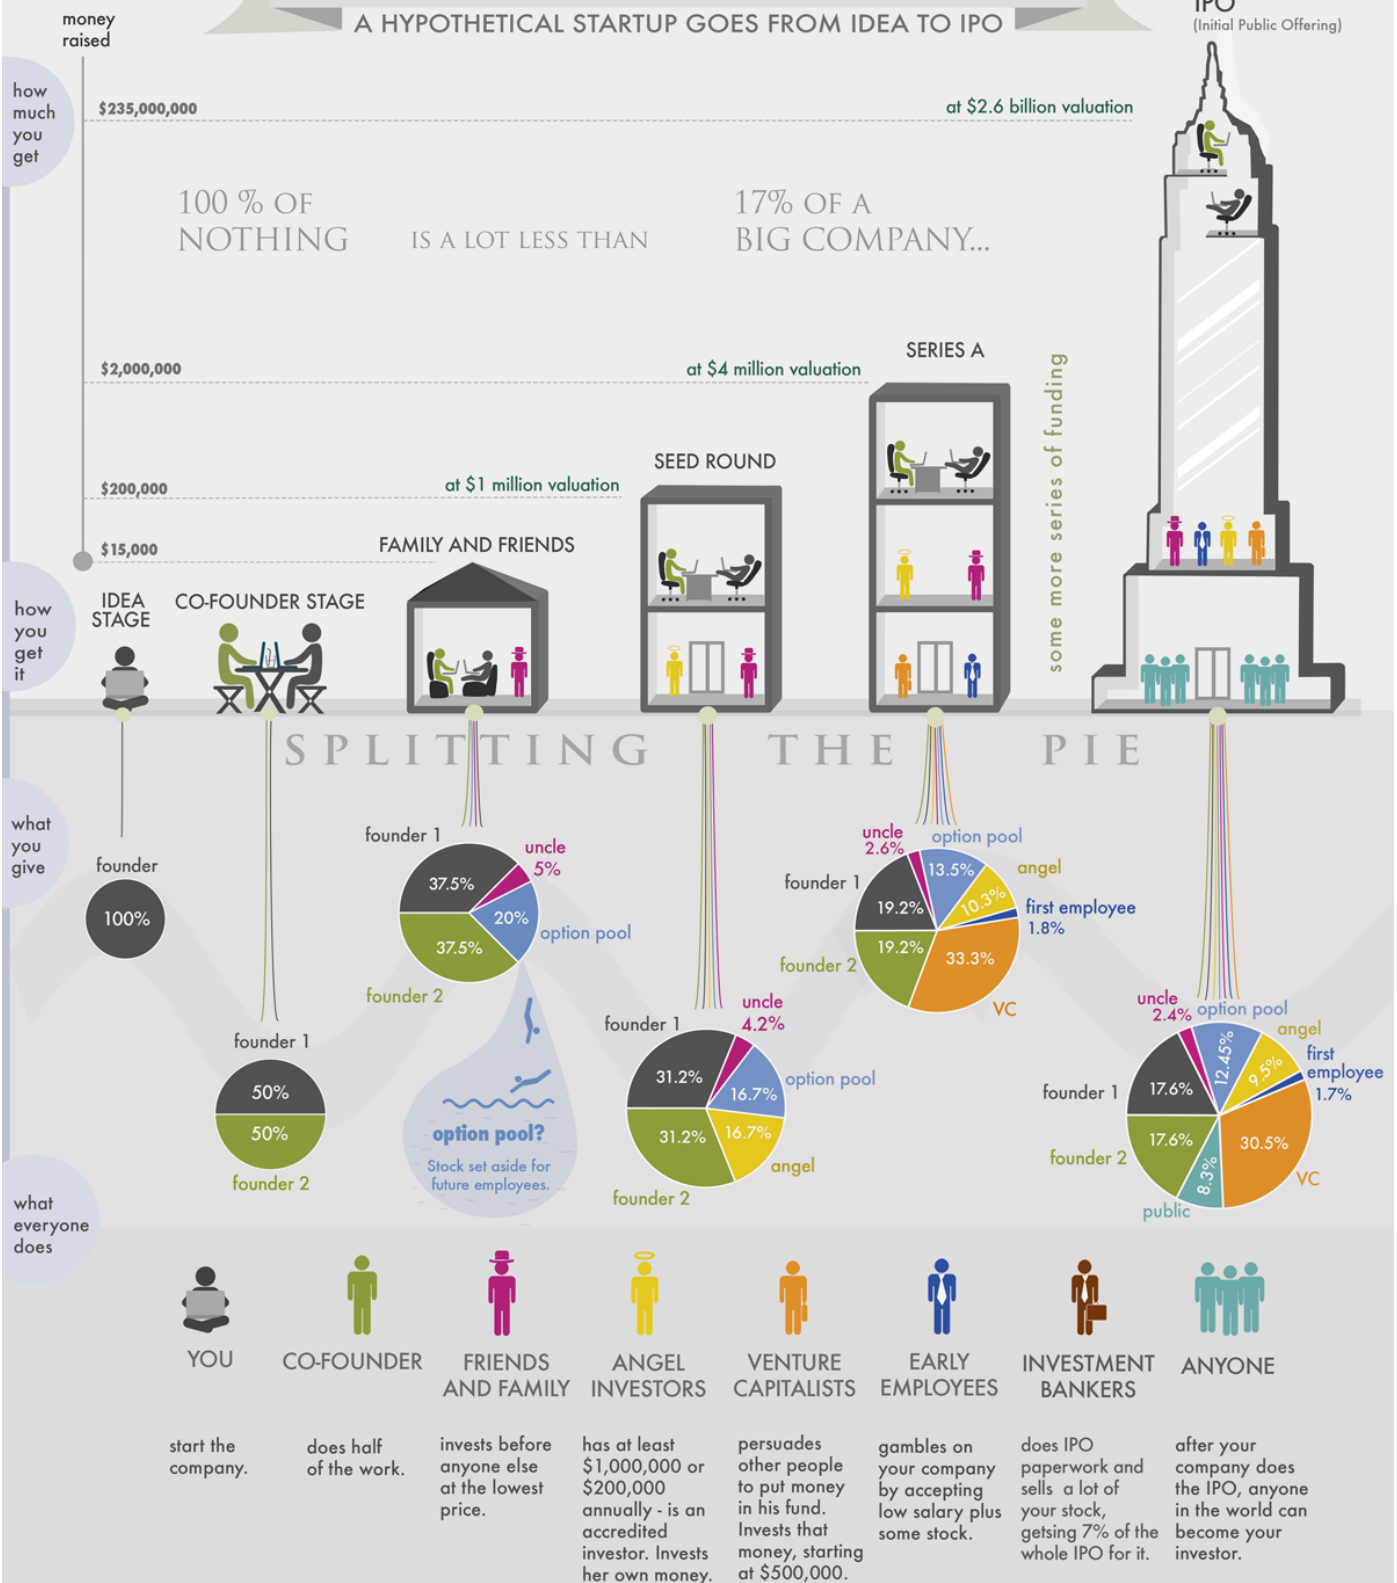 A HYPOTHETICAL STARTUP GOES FROM IDEA TO IPO
IPO
(Initial Public Offering)
money
raised
how
much
you
get
$235,000,000
at $2.6 billion valuation
100 % OF
NOTHING
IS A LOT LESS THAN
17% OF A
BIG COMPANY...
$2,000,000
at $4 million valuation
SERIES A
some more series of funding
$200,000
at $1 million valuation
SEED ROUND
$15,000
FAMILY AND FRIENDS
how
you
get
it
IDEA
STAGE
CO-FOUNDER STAGE
SPLITTING THE PIE
what
you
give
founder
100%
founder 1
50%
50%
founder 2
founder 1
37.5%
uncle
5%
20%
option pool
37.5%
founder 2
option pool?
Stock set aside for
future employees.
founder 1
31.2%
uncle
4.2%
option pool
16.7%
31.2%
16.7%
angel
founder 2
uncle
2.6%
option pool
13.5%
angel
10.3%
founder 1
19.2%
first employee
1.8%
19.2%
founder 2
33.3%
VC
uncle
2.4%
option pool
12.45%
angel
9.5%
first
employee
1.7%
founder 1
17.6%
17.6%
founder 2
30.5%
VC
8.3%
public
what
everyone
does
YOU
start the
company.
CO-FOUNDER
does half
of the work.
FRIENDS
AND FAMILY
invests before
anyone else
at the lowest
price.
ANGEL
INVESTORS
has at least
$1,000,000 or
$200,000
annually - is an
accredited
investor. Invests
her own money.
VENTURE
CAPITALISTS
persuades
other people
to put money
in his fund.
Invests that
money, starting
at $500,000.
EARLY
EMPLOYEES
gambles on
your company
by accepting
low salary plus
some stock.
INVESTMENT
BANKERS
does IPO
paperwork and
sells a lot of
your stock,
getsing 7% of the
whole IPO for it.
ANYONE
after your
company does
the IPO, anyone
in the world can
become your
investor.